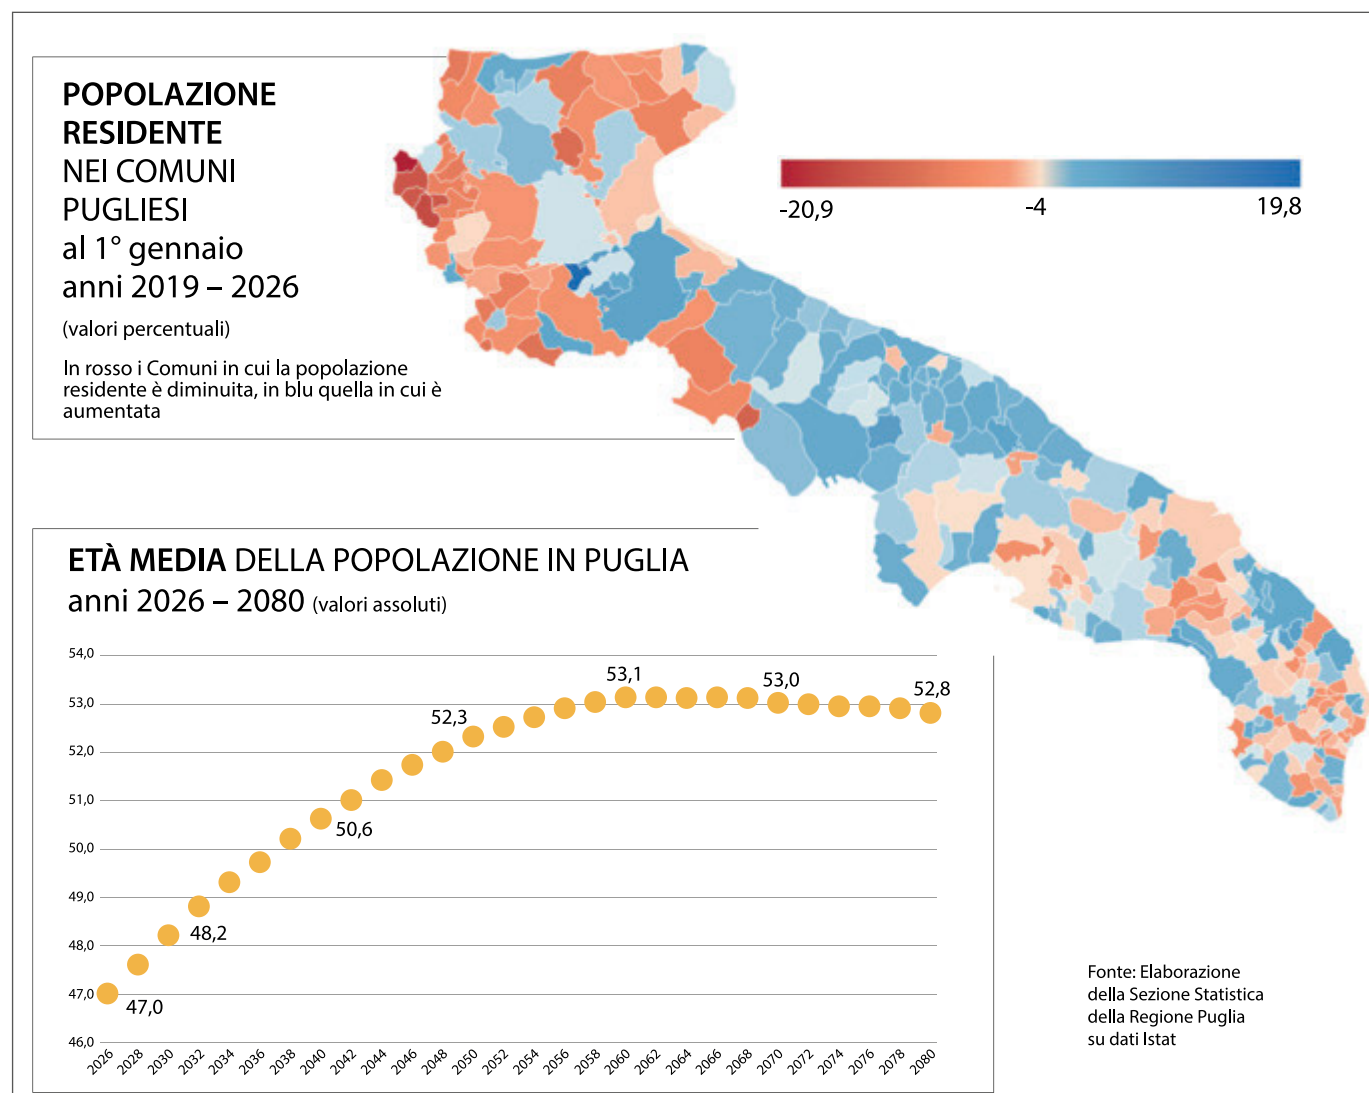 POPOLAZIONE
RESIDENTE
NEI COMUNI
PUGLIESI
al 1° gennaio
anni 2019 – 2026
(valori percentuali)
In rosso i Comuni in cui la popolazione
residente è diminuita, in blu quella in cui è
aumentata
-20,9
-4
19,8
ETÀ MEDIA DELLA POPOLAZIONE IN PUGLIA
anni 2026 – 2080 (valori assoluti)
54,0
53,0
52,0
51,0
50,0
49,0
48,0
47,0
46,0
47,0
48,2
50,6
52,3
53,1
53,0
52,8
2026
2028
2030
2032
2034
2036
2038
2040
2042
2044
2046
2048
2050
2052
2054
2056
2058
2060
2062
2064
2066
2068
2070
2072
2074
2076
2078
2080
Fonte: Elaborazione
della Sezione Statistica
della Regione Puglia
su dati Istat